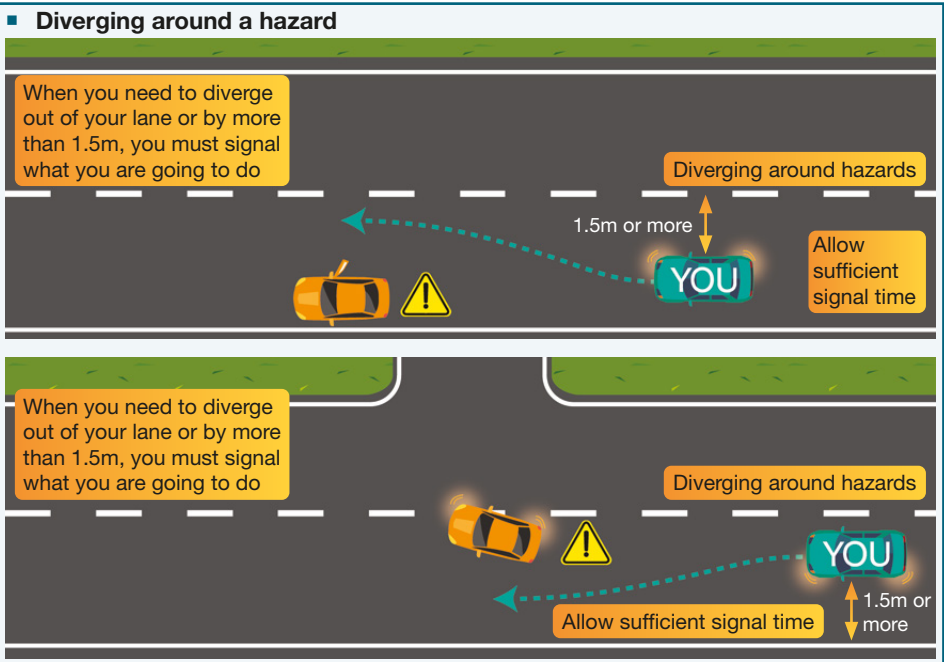 Diverging around a hazard
When you need to diverge
out of your lane or by more
than 1.5m, you must signal
what you are going to do
Diverging around hazards
1.5m or more
YOU
Allow
sufficient
signal time
When you need to diverge
out of your lane or by more
than 1.5m, you must signal
what you are going to do
Diverging around hazards
YOU
1.5m or
more
Allow sufficient signal time